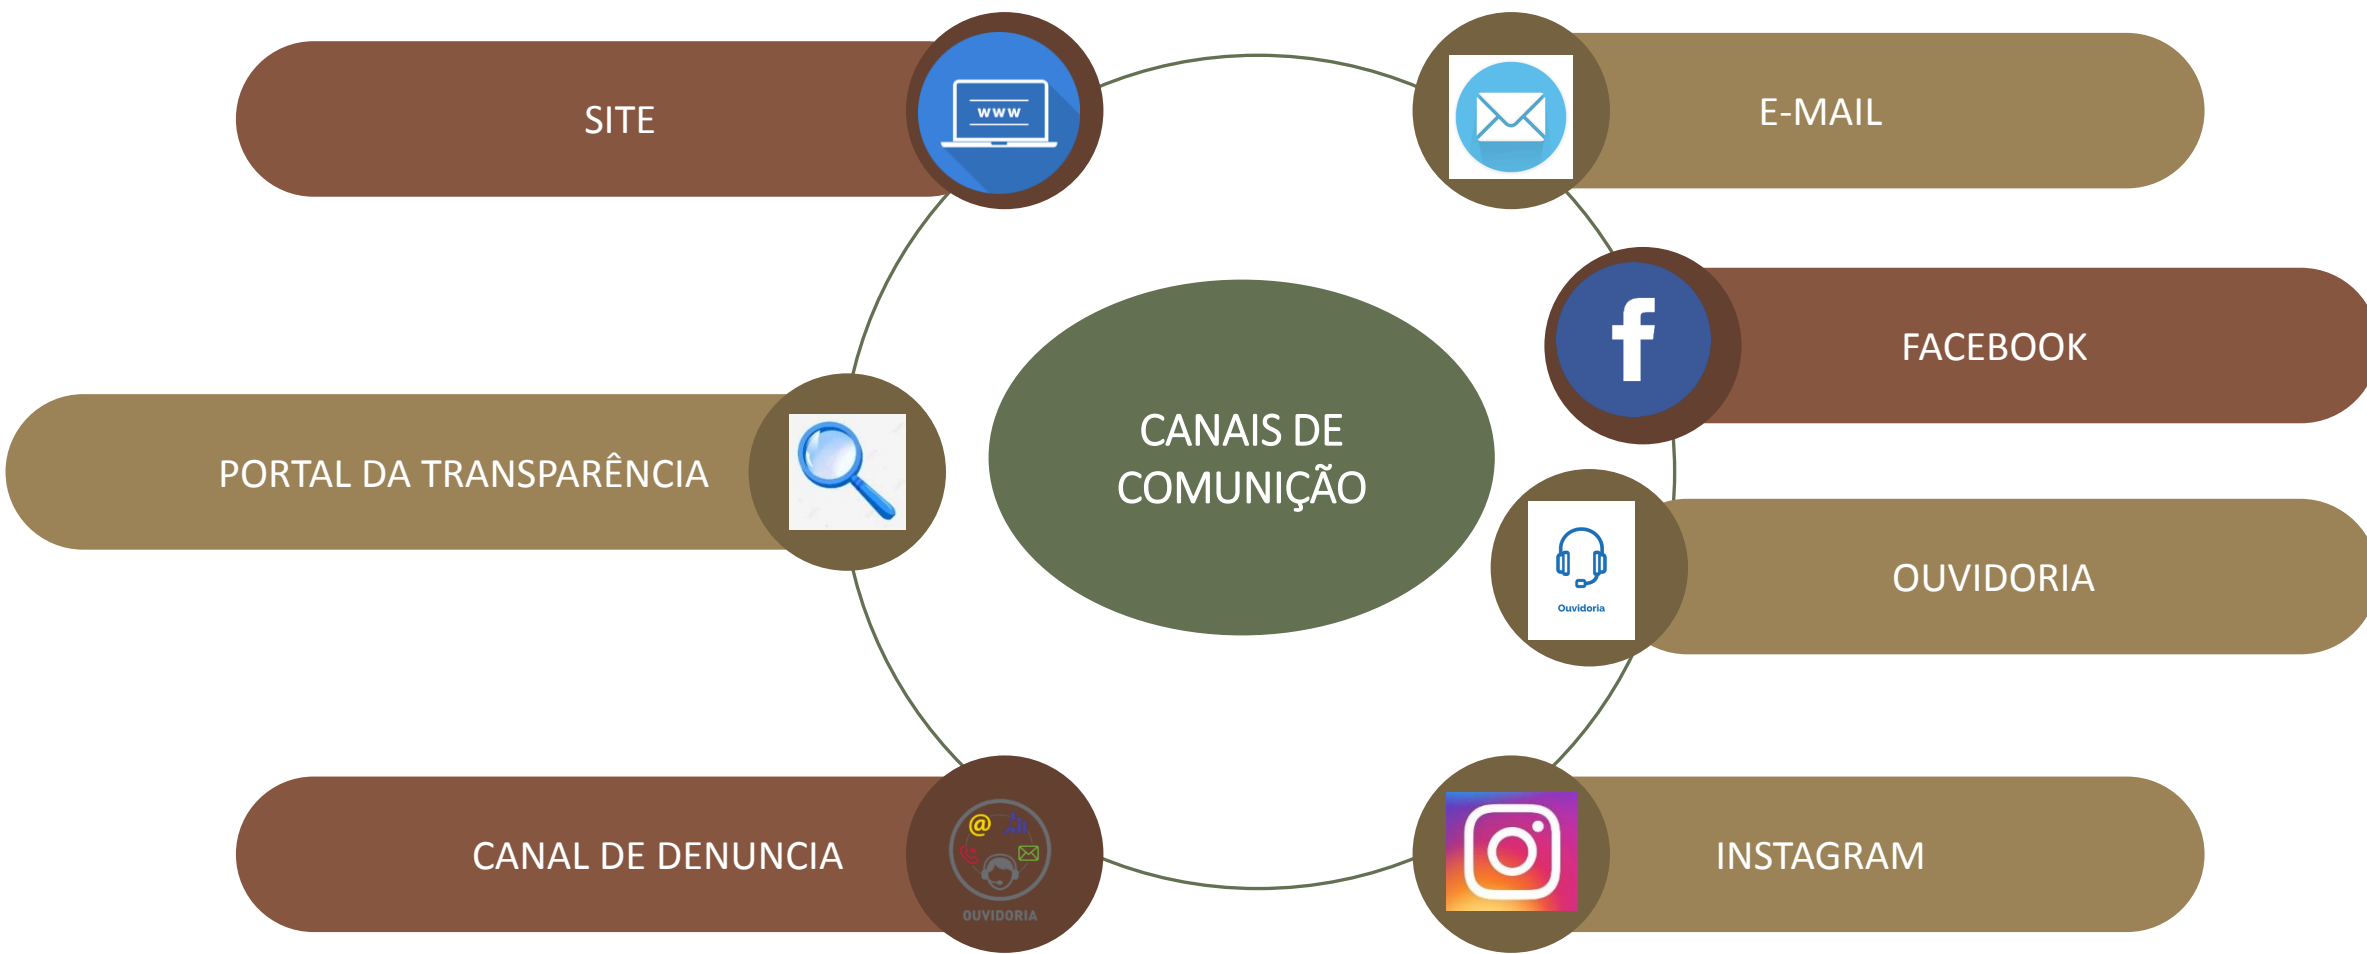 SITE
www
E-MAIL
FACEBOOK
CANAIS DE
COMUNIÇÃO
PORTAL DA TRANSPARÊNCIA
OUVIDORIA
Ouvidoria
CANAL DE DENUNCIA
@
OUVIDORIA
INSTAGRAM